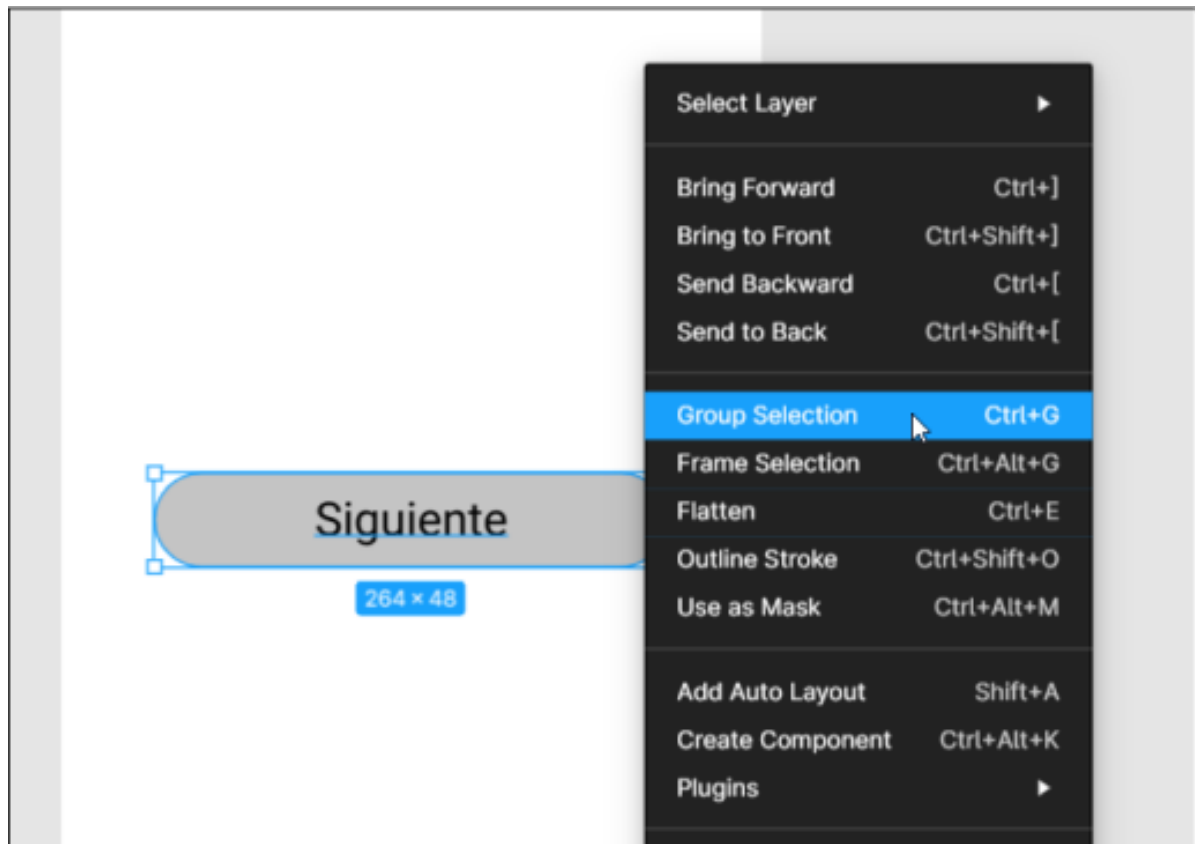 Select Layer
Bring Forward Ctrl+]
Bring to Front Ctrl+Shift+]
Send Backward Ctrl+[
Send to Back Ctrl+Shift+[
Group Selection Ctrl+G
Frame Selection Ctrl+Alt+G
Flatten Ctrl+E
Outline Stroke Ctrl+Shift+O
Use as Mask Ctrl+Alt+M
Add Auto Layout Shift+A
Create Component Ctrl+Alt+K
Plugins
Siguiente
264 × 48